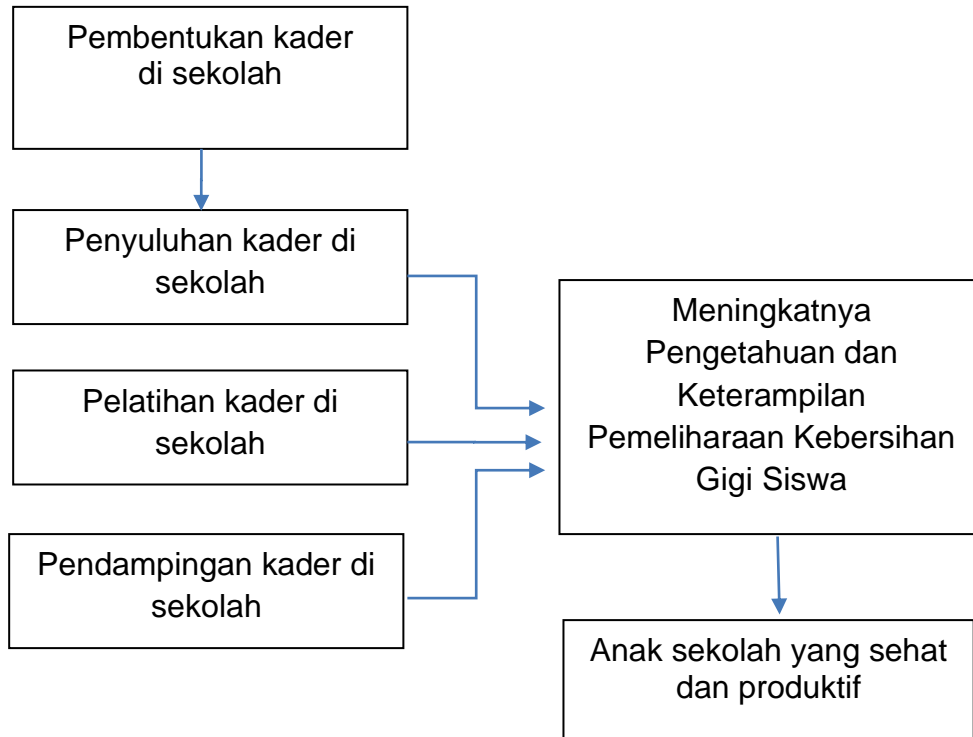 Pembentukan kader
di sekolah
Penyuluhan kader di
sekolah
Pelatihan kader di
sekolah
Pendampingan kader di
sekolah
Meningkatnya
Pengetahuan dan
Keterampilan
Pemeliharaan Kebersihan
Gigi Siswa
Anak sekolah yang sehat
dan produktif